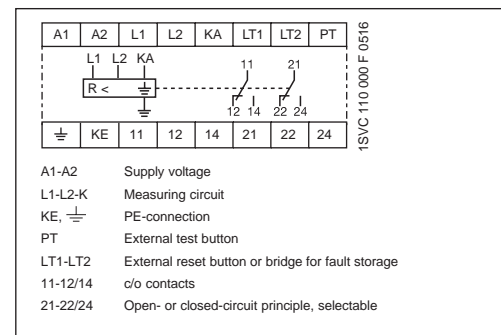 A1 A2 L1 L2 KA LT1 LT2 PT
L1 L2 KA
11 21
R <
12 14 22 24
⏚ KE 11 12 14 21 22 24
1SVC 110 000 F 0516
A1-A2 Supply voltage
L1-L2-K Measuring circuit
KE, ⏚ PE-connection
PT External test button
LT1-LT2 External reset button or bridge for fault storage
11-12/14 c/o contacts
21-22/24 Open- or closed-circuit principle, selectable